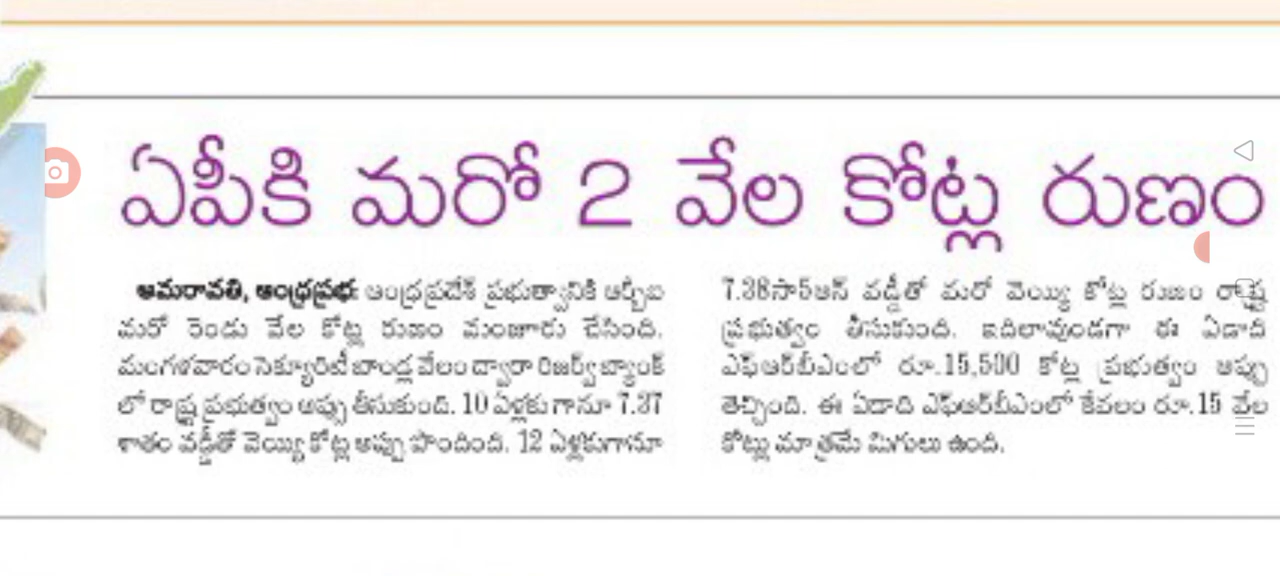 ఏపీకి మరో 2 వేల కోట్ల రుణం
అమరావతి, ఆంధ్రప్రభ: ఆంధ్రప్రదేశ్ ప్రభుత్వానికి ఆర్బీఐ
మరో రెండు వేల కోట్ల రుణం మంజూరు చేసింది.
మంగళవారం సెక్యూరిటీ బాండ్ల వేలం ద్వారా రిజర్వ్ బ్యాంక్
లో రాష్ట్ర ప్రభుత్వం అప్పు తీసుకుంది. 10 ఏళ్లకు గానూ 7.37
శాతం వడ్డీతో వెయ్యి కోట్ల అప్పు పొందింది. 12 ఏళ్లకుగానూ
7.38సా5ఆన్ వడ్డీతో మరో వెయ్యి కోట్ల రుణం రాష్ట్ర
ప్రభుత్వం తీసుకుంది. ఇదిలావుండగా ఈ ఏడాది
ఎఫ్ఆర్‌బీఎంలో రూ.15,500 కోట్ల ప్రభుత్వం అప్పు
తెచ్చింది. ఈ ఏడాది ఎఫ్ఆర్‌బీఎంలో కేవలం రూ.15 వేల
కోట్లు మాత్రమే మిగులు ఉంది.